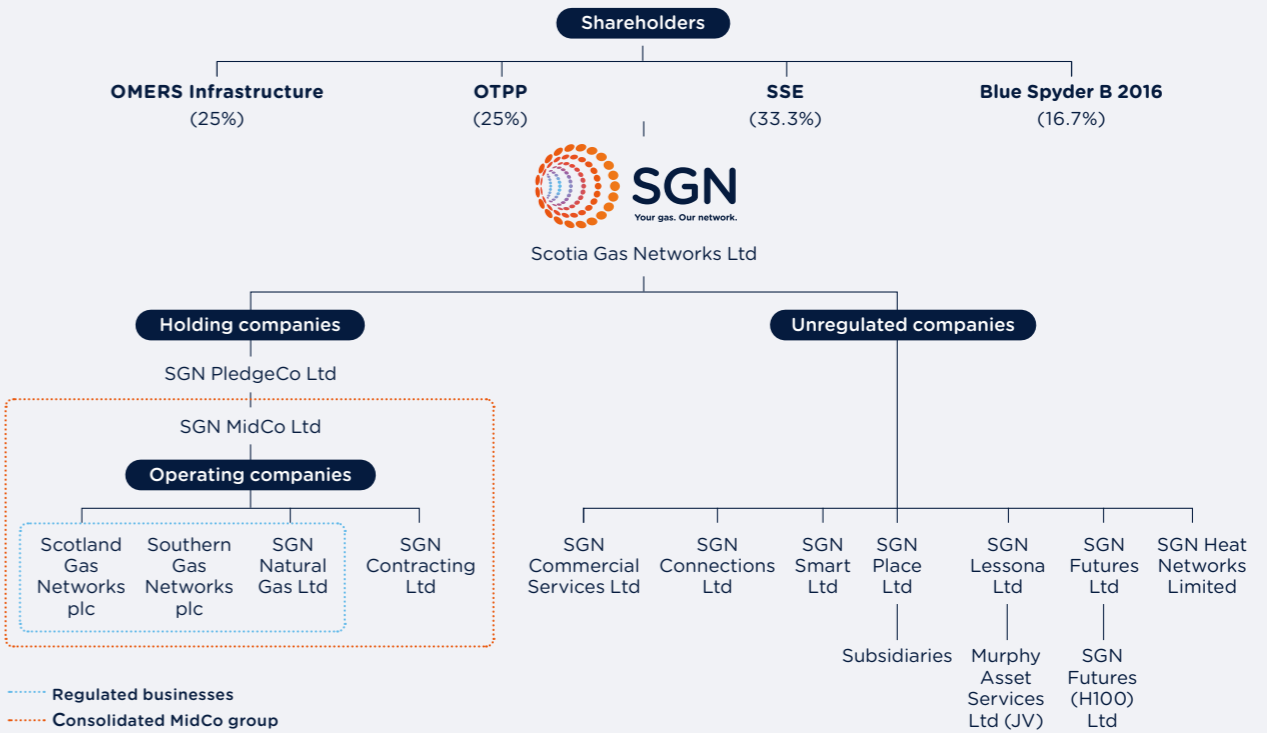 Shareholders
OMERS Infrastructure
(25%)
OTPP
(25%)
SSE
(33.3%)
Blue Spyder B 2016
(16.7%)
SGN
Your gas. Our network.
Scotia Gas Networks Ltd
Holding companies
Unregulated companies
SGN PledgeCo Ltd
SGN MidCo Ltd
Operating companies
Scotland
Gas
Networks
plc
Southern
Gas
Networks
plc
SGN
Natural
Gas Ltd
SGN
Contracting
Ltd
SGN
Commercial
Services Ltd
SGN
Connections
Ltd
SGN
Smart
Ltd
SGN
Place
Ltd
SGN
Lessona
Ltd
SGN
Futures
Ltd
SGN Heat
Networks
Limited
Subsidiaries
Murphy
Asset
Services
Ltd (JV)
SGN
Futures
(H100)
Ltd
Regulated businesses
Consolidated MidCo group